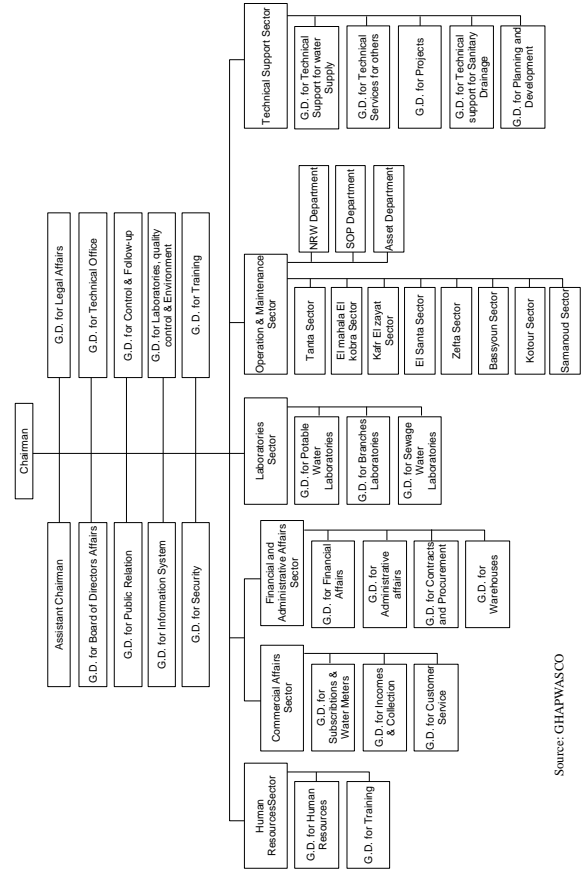 Chairman
Assistant Chairman
G.D. for Legal Affairs
G.D. for Board of Directors Affairs
G.D. for Technical Office
G.D. for Public Relation
G.D. for Control & Follow-up
G.D. for Information System
G.D. for Laboratories, quality
control & Environment
G.D. for Security
G.D. for Training
Human
ResourcesSector
G.D. for Human
Resources
G.D. for Training
Commercial Affairs
Sector
G.D. for
Subscribtions &
Water Meters
G.D. for Incomes
& Collection
G.D. for Customer
Service
Financial and
Administrative Affairs
Sector
G.D. for Financial
Affairs
G.D. for
Administrative
affairs
G.D. for Contracts
and Procurement
G.D. for
Warehouses
Laboratories
Sector
G.D. for Potable
Water
Laboratories
G.D. for Branches
Laboratories
G.D. for Sewage
Water
Laboratories
Operation & Maintenance
Sector
Tanta Sector
El mahala El
kobra Sector
Kafr El zayat
Sector
El Santa Sector
Zefta Sector
Bassyoun Sector
Kotour Sector
Samanoud Sector
NRW Department
SOP Department
Asset Department
Technical Support Sector
G.D. for Technical
Support for water
Supply
G.D. for Technical
Services for others
G.D. for Projects
G.D. for Technical
support for Sanitary
Drainage
G.D. for Planning and
Development
Source: GHAPWASCO